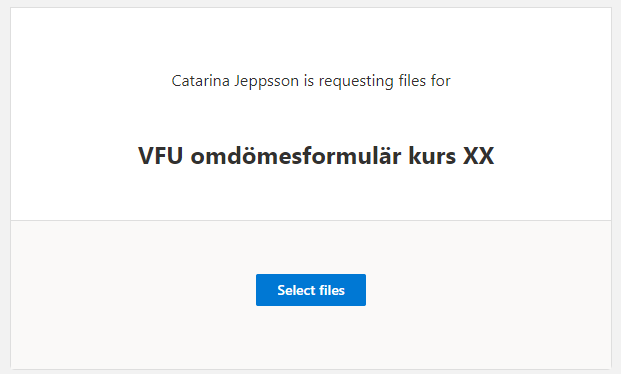 Catarina Jeppsson is requesting files for
VFU omdömesformulär kurs XX
Select files